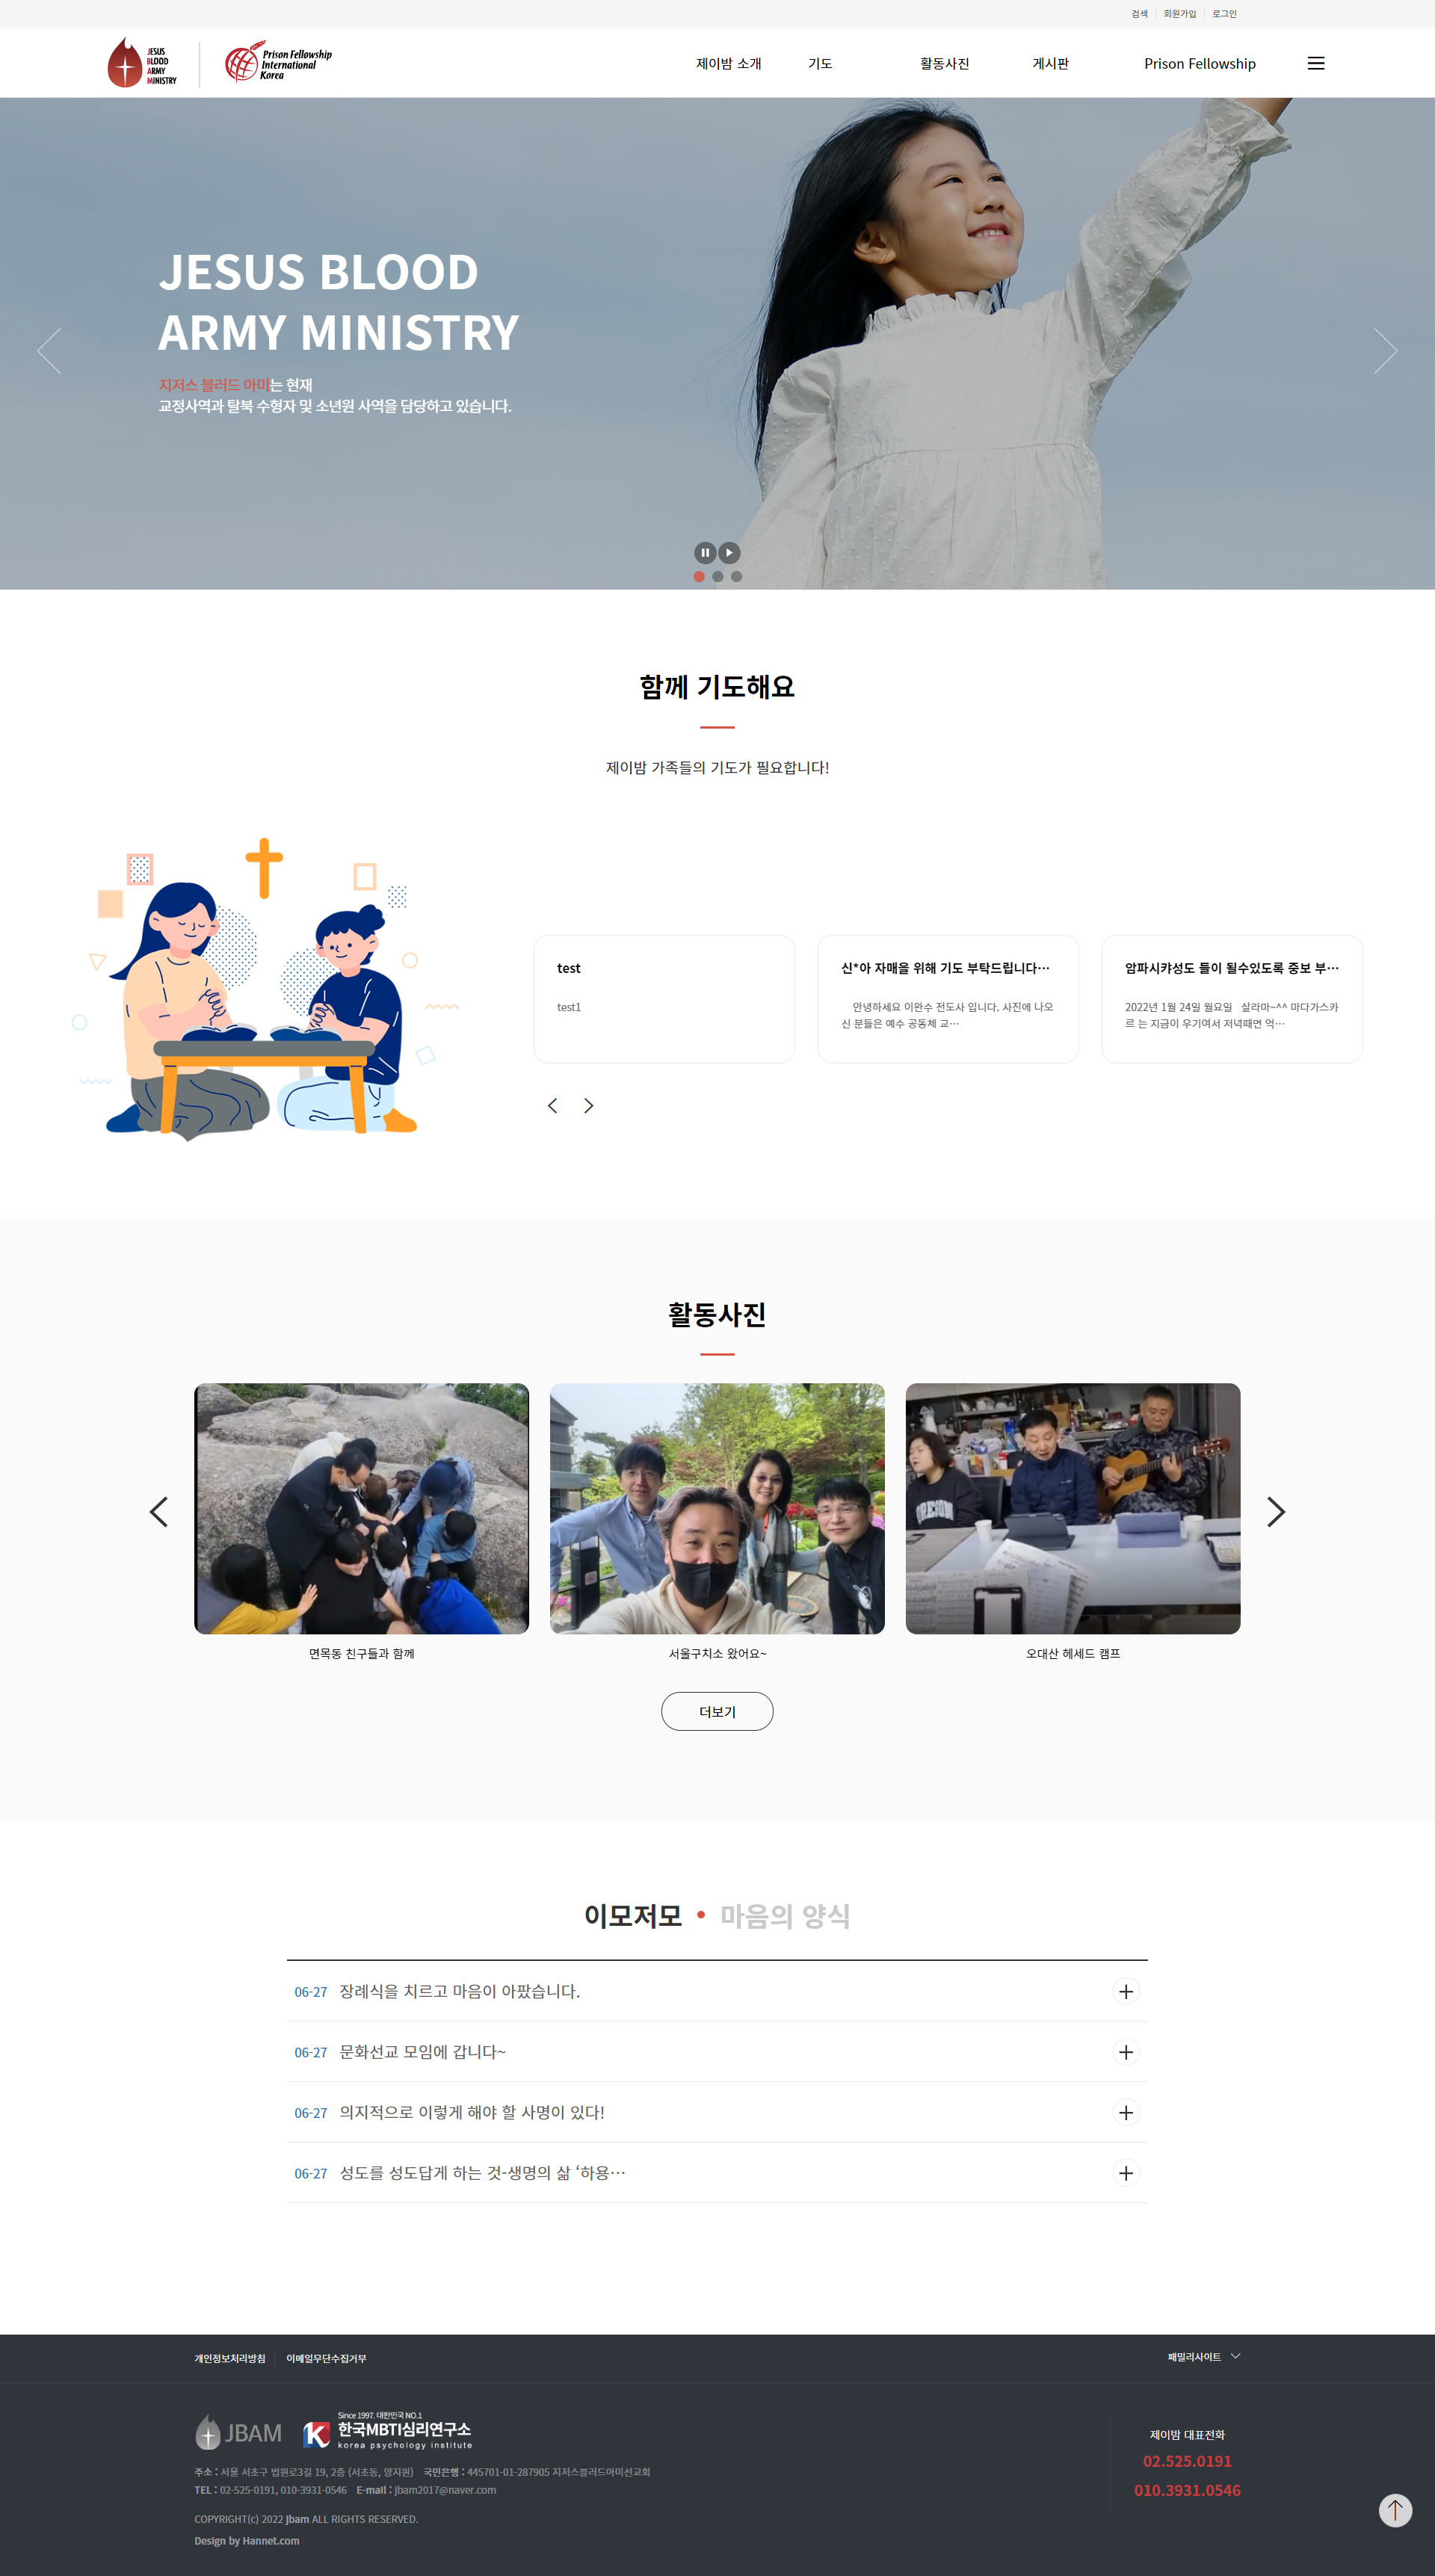 검색 회원가입 로그인
JESUS
BLOOD
ARMY
MINISTRY
Prison Fellowship
International
Korea
제이밤 소개 기도 활동사진 게시판 Prison Fellowship
JESUS BLOOD
ARMY MINISTRY
지저스 블러드 아미는 현재
교정사역과 탈북 수형자 및 소년원 사역을 담당하고 있습니다.
함께 기도해요
제이밤 가족들의 기도가 필요합니다!
test
test1
신*아 자매을 위해 기도 부탁드립니다…
안녕하세요 이완수 전도사 입니다. 사진에 나오
신 분들은 예수 공동체 교…
암파시캬성도 들이 될수있도록 중보 부…
2022년 1월 24일 월요일 살라마~^^ 마다가스카
르 는 지금이 우기여서 저녁때면 억…
활동사진
면목동 친구들과 함께
서울구치소 왔어요~
오대산 헤세드 캠프
더보기
이모저모 • 마음의 양식
06-27 장례식을 치르고 마음이 아팠습니다.
06-27 문화선교 모임에 갑니다~
06-27 의지적으로 이렇게 해야 할 사명이 있다!
06-27 성도를 성도답게 하는 것-생명의 삶 ‘하용…
개인정보처리방침 이메일무단수집거부
패밀리사이트
JBAM
Since 1997. 대한민국 NO.1
한국MBTI심리연구소
korea psychology institute
주소 : 서울 서초구 법원로3길 19, 2층 (서초동, 양지원) 국민은행 : 445701-01-287905 지저스블러드아미선교회
TEL : 02-525-0191, 010-3931-0546 E-mail : jbam2017@naver.com
COPYRIGHT(c) 2022 Jbam ALL RIGHTS RESERVED.
Design by Hannet.com
제이밤 대표전화
02.525.0191
010.3931.0546